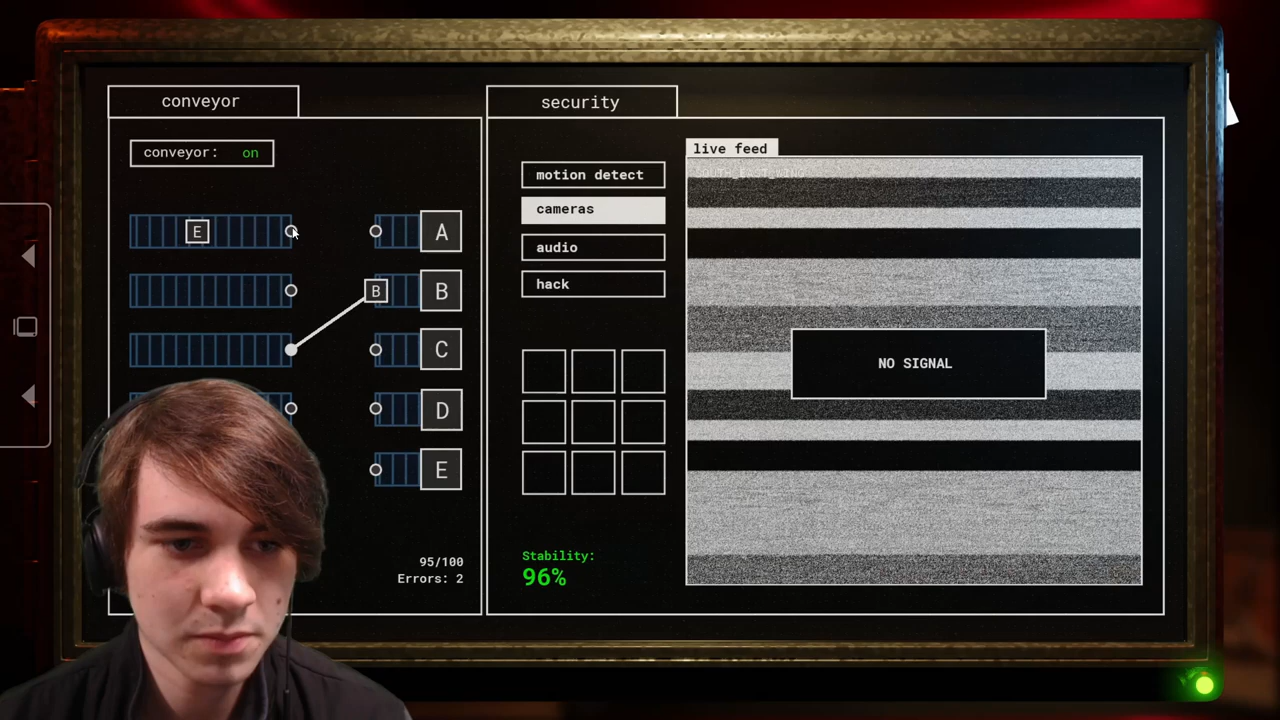 conveyor
conveyor: on
E
A
B
B
C
D
E
95/100
Errors: 2
security
motion detect
cameras
audio
hack
Stability:
96%
live feed
NO SIGNAL